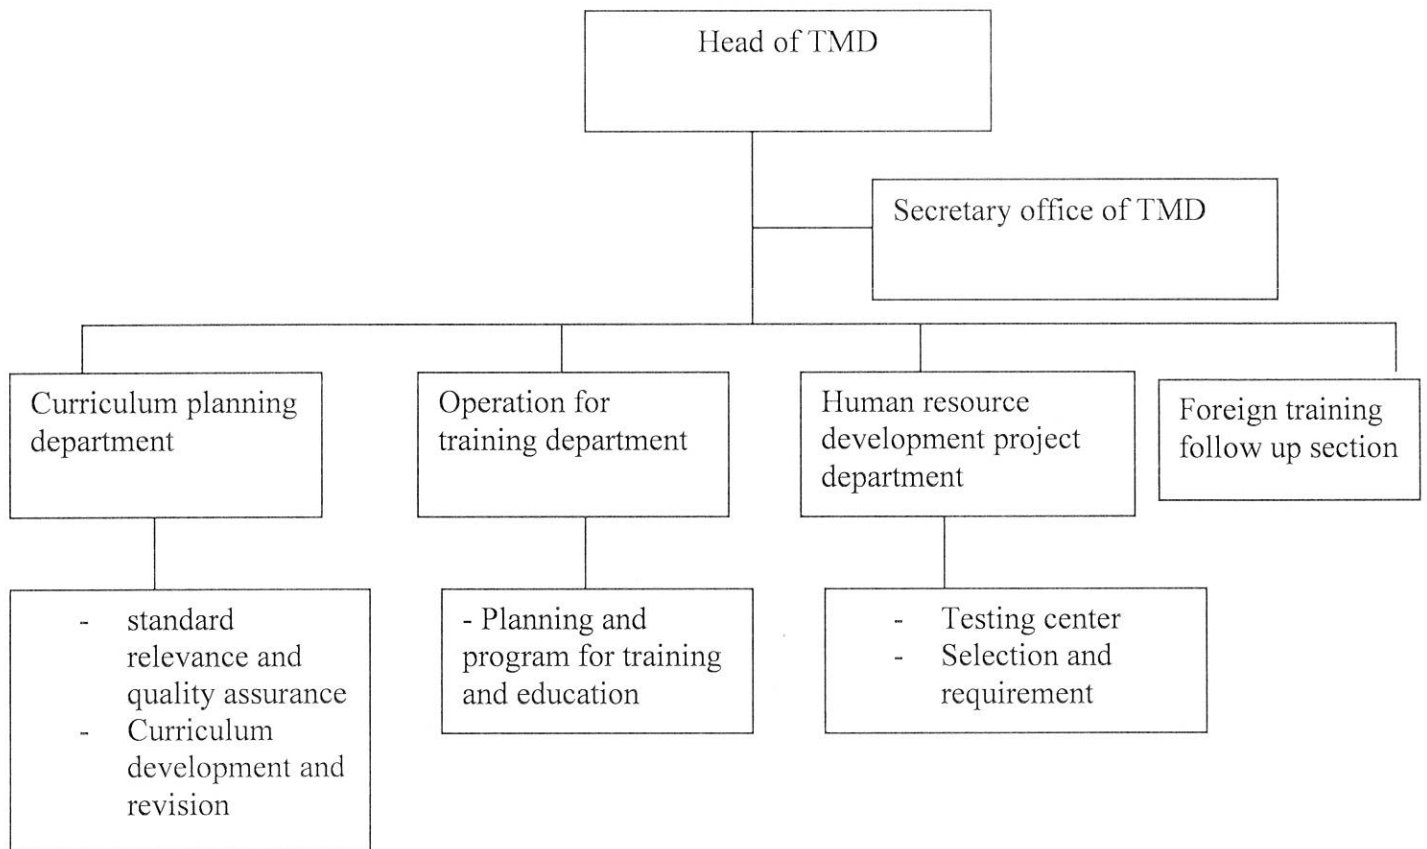 Head of TMD
Secretary office of TMD
Curriculum planning
department
Operation for
training department
Human resource
development project
department
Foreign training
follow up section
- standard
relevance and
quality assurance
- Curriculum
development and
revision
- Planning and
program for training
and education
- Testing center
- Selection and
requirement